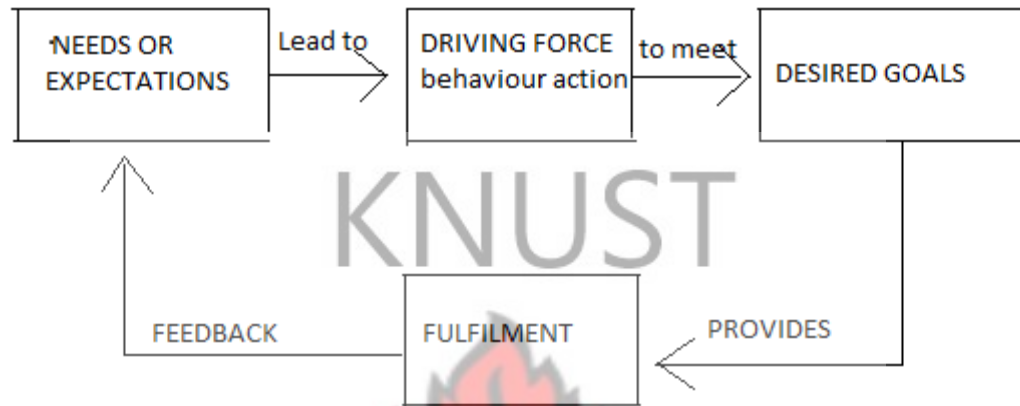 NEEDS OR
EXPECTATIONS
Lead to
DRIVING FORCE
behaviour action
to meet
DESIRED GOALS
KNUST
FEEDBACK
FULFILMENT
PROVIDES